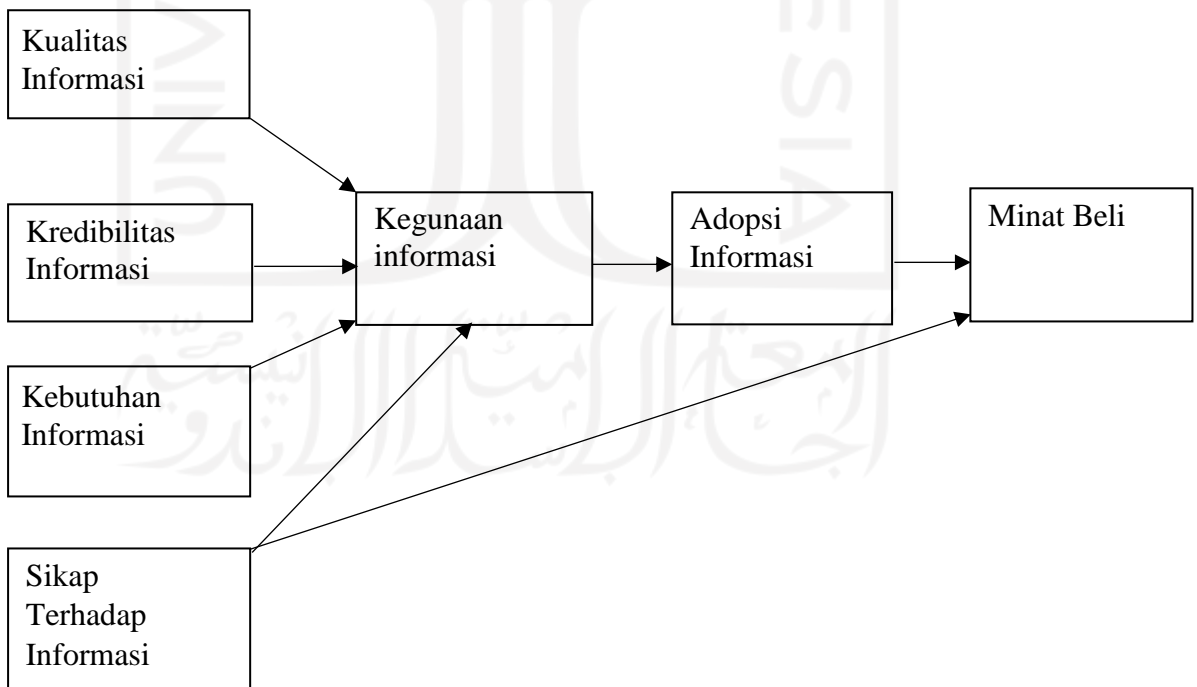 Kualitas
Informasi
Kredibilitas
Informasi
Kebutuhan
Informasi
Sikap
Terhadap
Informasi
Kegunaan
informasi
Adopsi
Informasi
Minat Beli